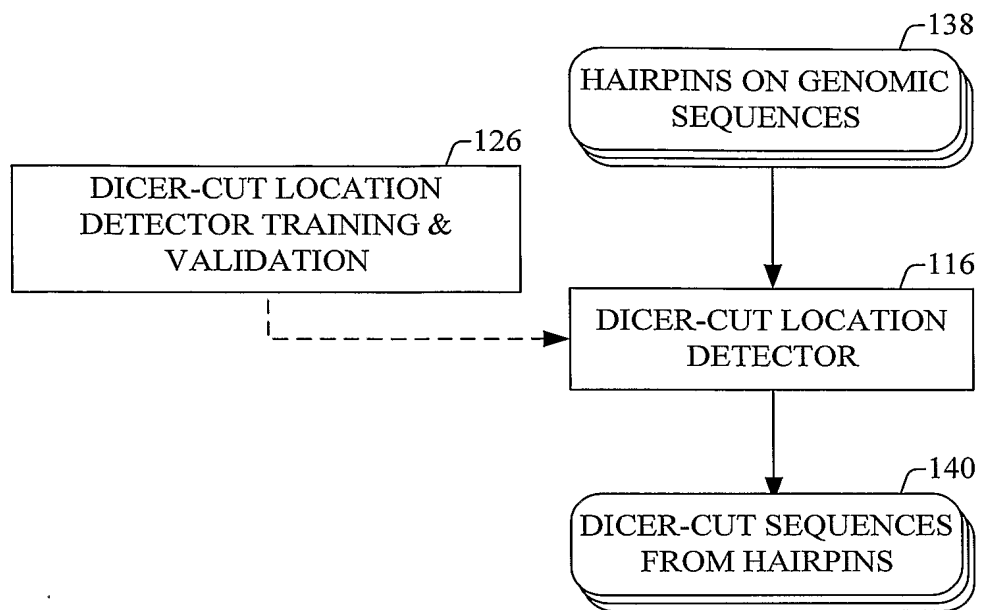 138
HAIRPINS ON GENOMIC
SEQUENCES
126
DICER-CUT LOCATION
DETECTOR TRAINING &
VALIDATION
116
DICER-CUT LOCATION
DETECTOR
140
DICER-CUT SEQUENCES
FROM HAIRPINS